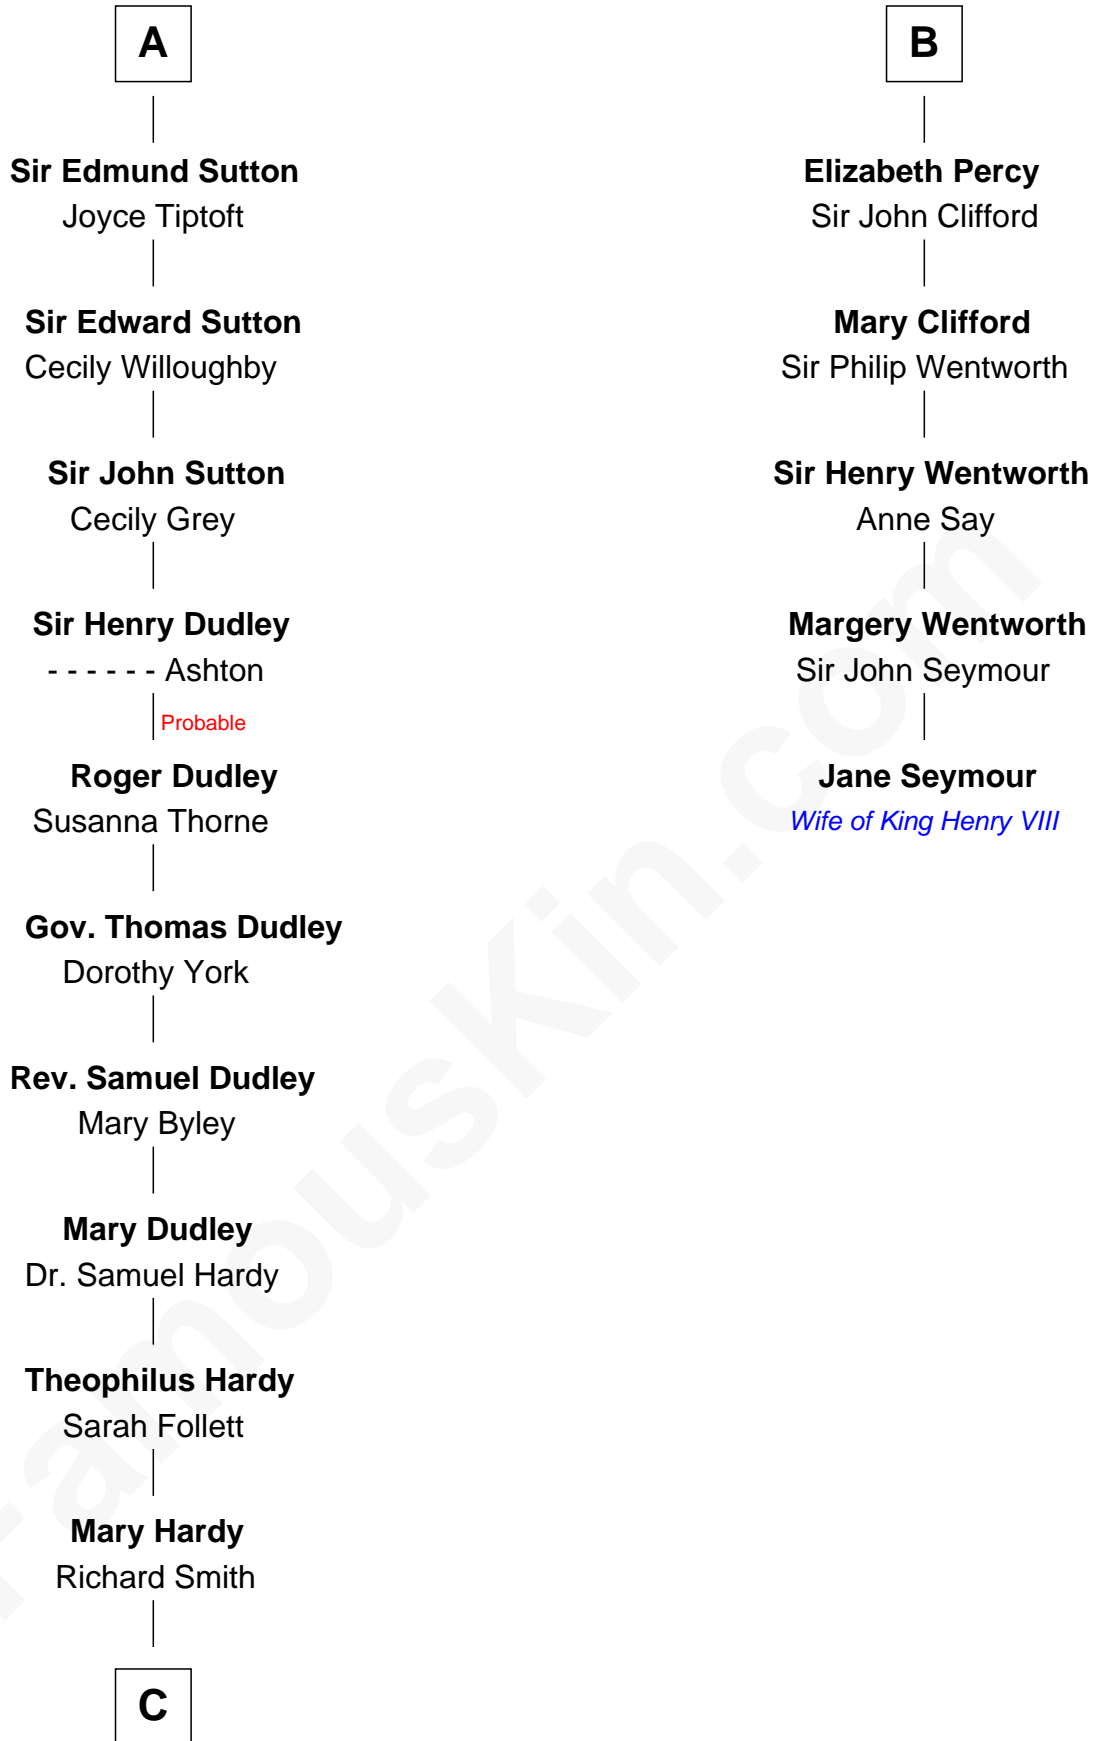 A
Sir Edmund Sutton
Joyce Tiptoft
Sir Edward Sutton
Cecily Willoughby
Sir John Sutton
Cecily Grey
Sir Henry Dudley
- - - - - - Ashton
Probable
Roger Dudley
Susanna Thorne
Gov. Thomas Dudley
Dorothy York
Rev. Samuel Dudley
Mary Byley
Mary Dudley
Dr. Samuel Hardy
Theophilus Hardy
Sarah Follett
Mary Hardy
Richard Smith
C
B
Elizabeth Percy
Sir John Clifford
Mary Clifford
Sir Philip Wentworth
Sir Henry Wentworth
Anne Say
Margery Wentworth
Sir John Seymour
Jane Seymour
Wife of King Henry VIII
FamousKin.com